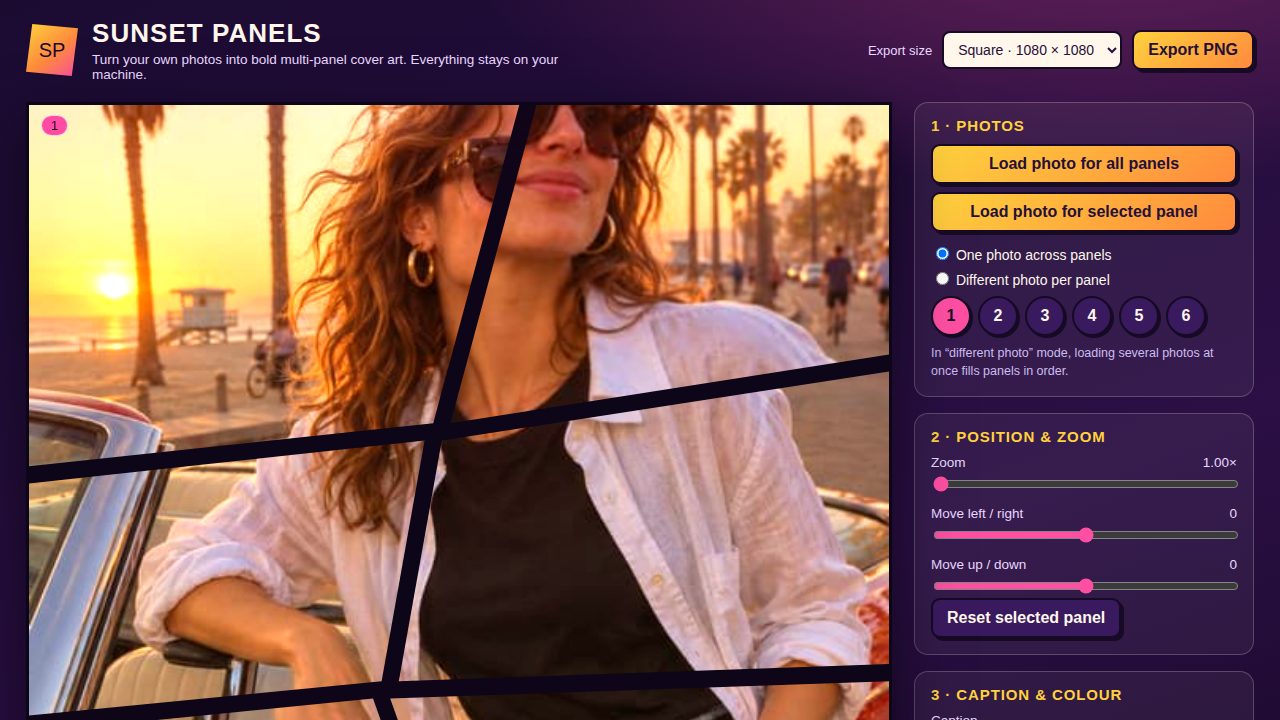 SP
SUNSET PANELS
Turn your own photos into bold multi-panel cover art. Everything stays on your
machine.
Export size
Square · 1080 × 1080
Export PNG
1
1 · PHOTOS
Load photo for all panels
Load photo for selected panel
One photo across panels
Different photo per panel
1 2 3 4 5 6
In “different photo” mode, loading several photos at
once fills panels in order.
2 · POSITION & ZOOM
Zoom 1.00×
Move left / right 0
Move up / down 0
Reset selected panel
3 · CAPTION & COLOUR
Caption